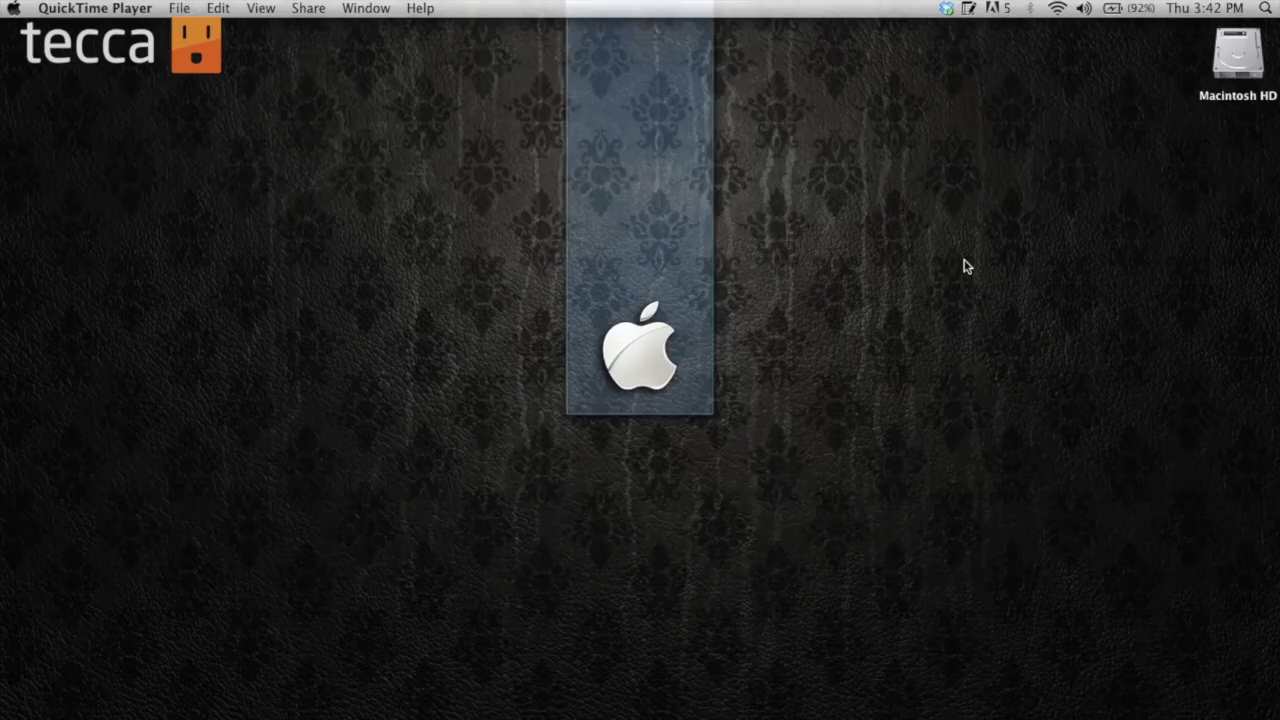 QuickTime Player File Edit View Share Window Help 5 (92%) Thu 3:42 PM
tecca
Macintosh HD